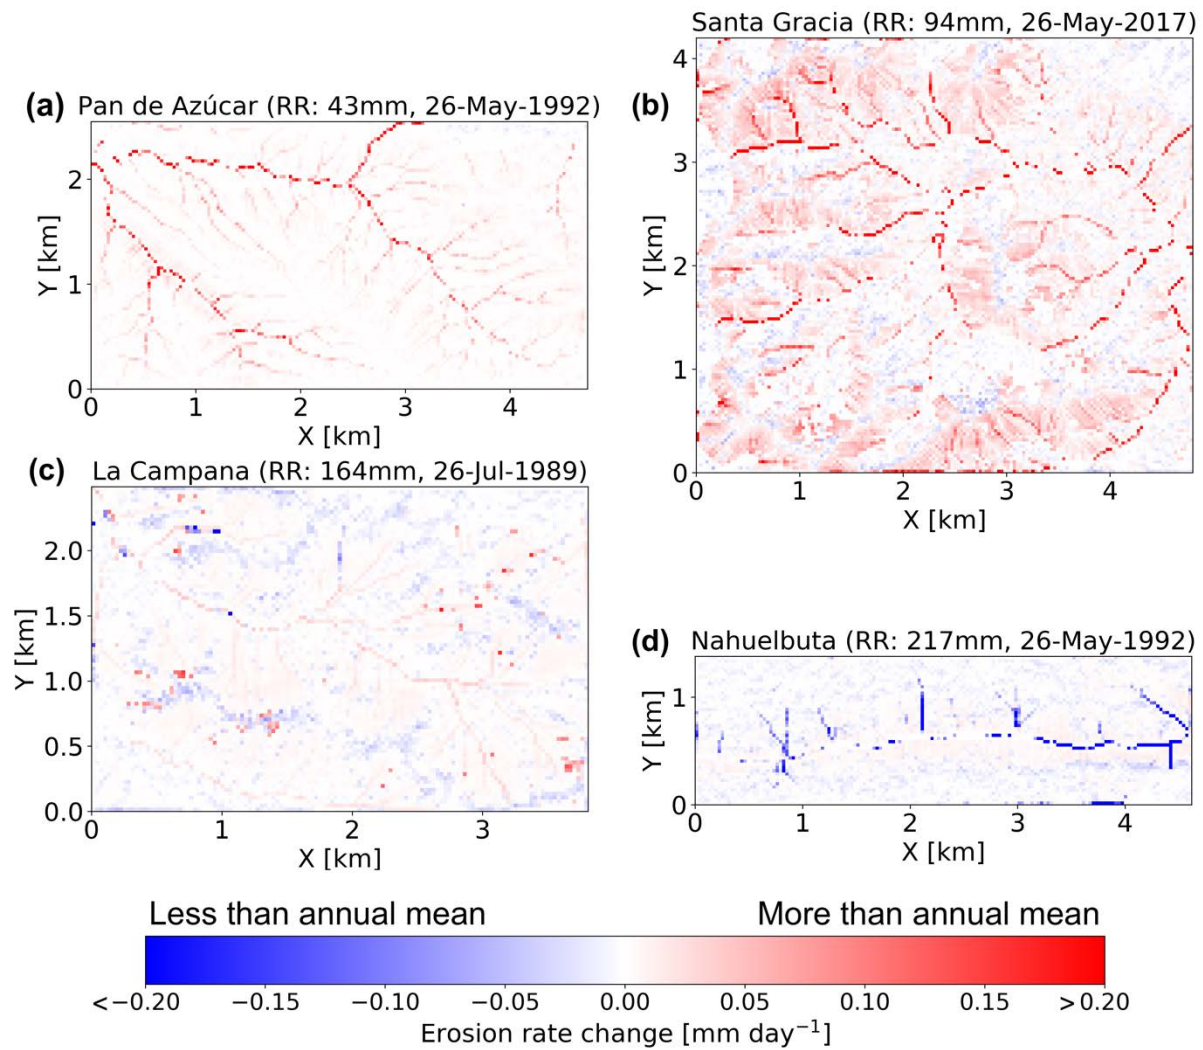 (a) Pan de Azúcar (RR: 43mm, 26-May-1992)
Y [km]
2
1
0
0 1 2 3 4
X [km]
(b) Santa Gracia (RR: 94mm, 26-May-2017)
Y [km]
4
3
2
1
0
0 1 2 3 4
X [km]
(c) La Campana (RR: 164mm, 26-Jul-1989)
Y [km]
2.0
1.5
1.0
0.5
0.0
0 1 2 3
X [km]
(d) Nahuelbuta (RR: 217mm, 26-May-1992)
Y [km]
1
0
0 1 2 3 4
X [km]
Less than annual mean More than annual mean
<−0.20 −0.15 −0.10 −0.05 0.00 0.05 0.10 0.15 >0.20
Erosion rate change [mm day⁻¹]